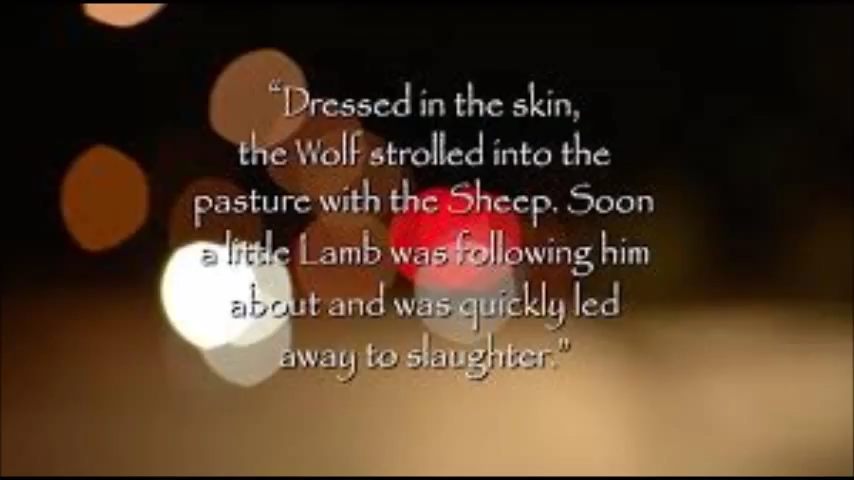 “Dressed in the skin,
the Wolf strolled into the
pasture with the Sheep. Soon
a little Lamb was following him
about and was quickly led
away to slaughter.”